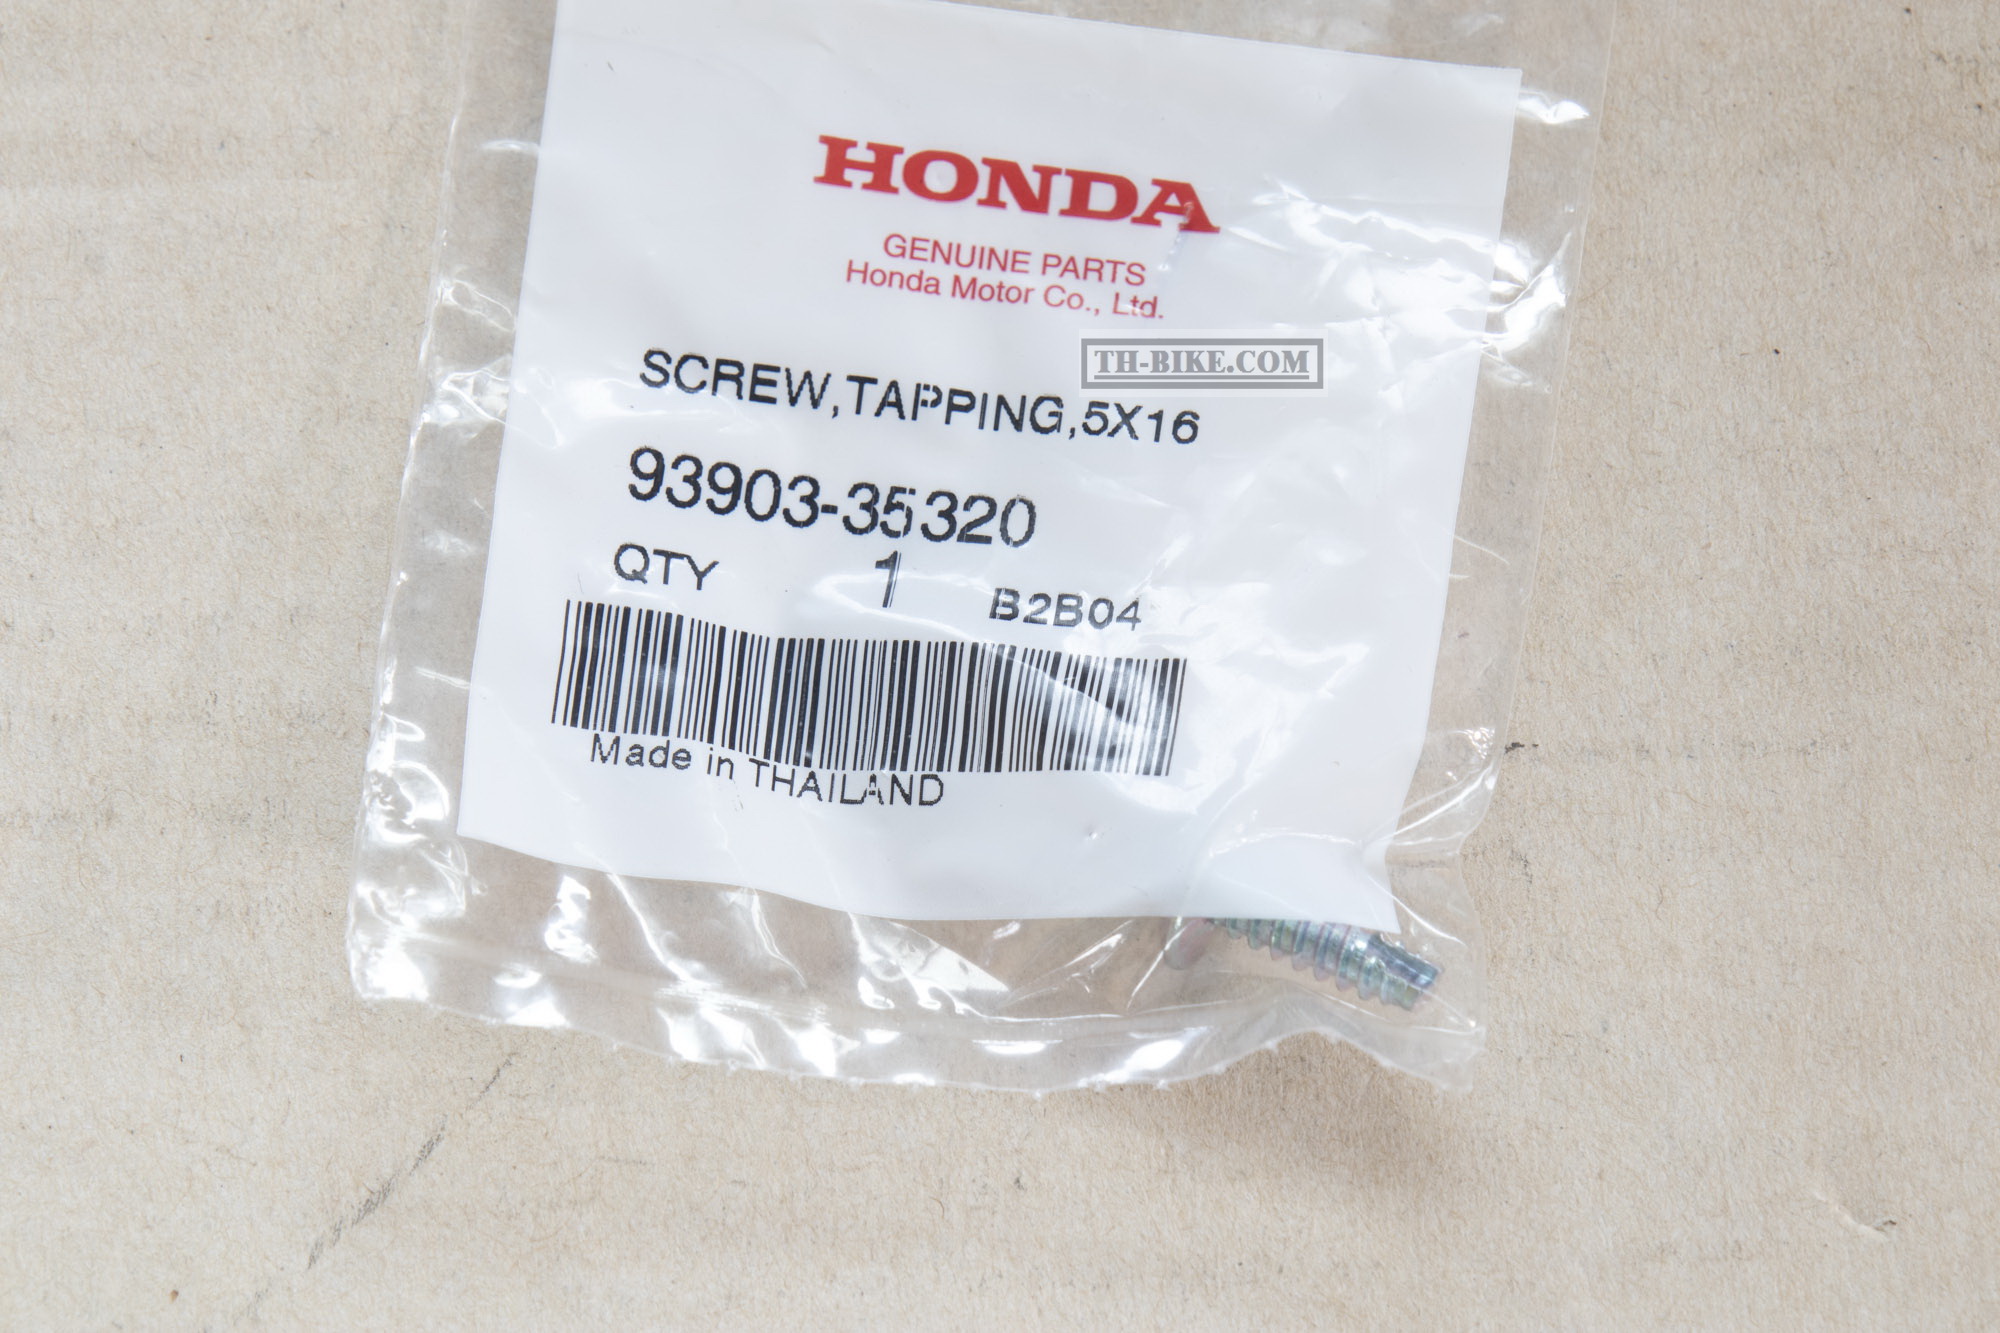 HONDA
GENUINE PARTS
Honda Motor Co., Ltd.
TH-BIKE.COM
SCREW,TAPPING,5X16
93903-35320
QTY 1 B2B04
Made in THAILAND